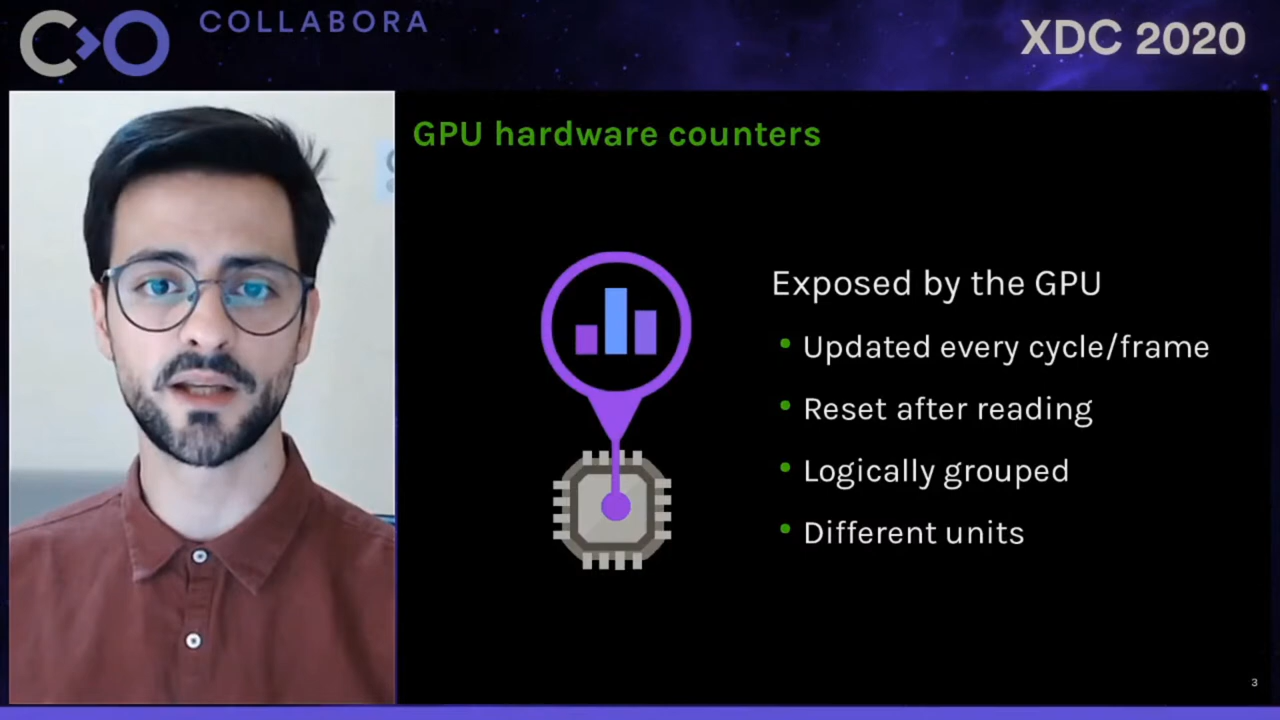 COLLABORA
XDC 2020
GPU hardware counters
Exposed by the GPU
• Updated every cycle/frame
• Reset after reading
• Logically grouped
• Different units
3